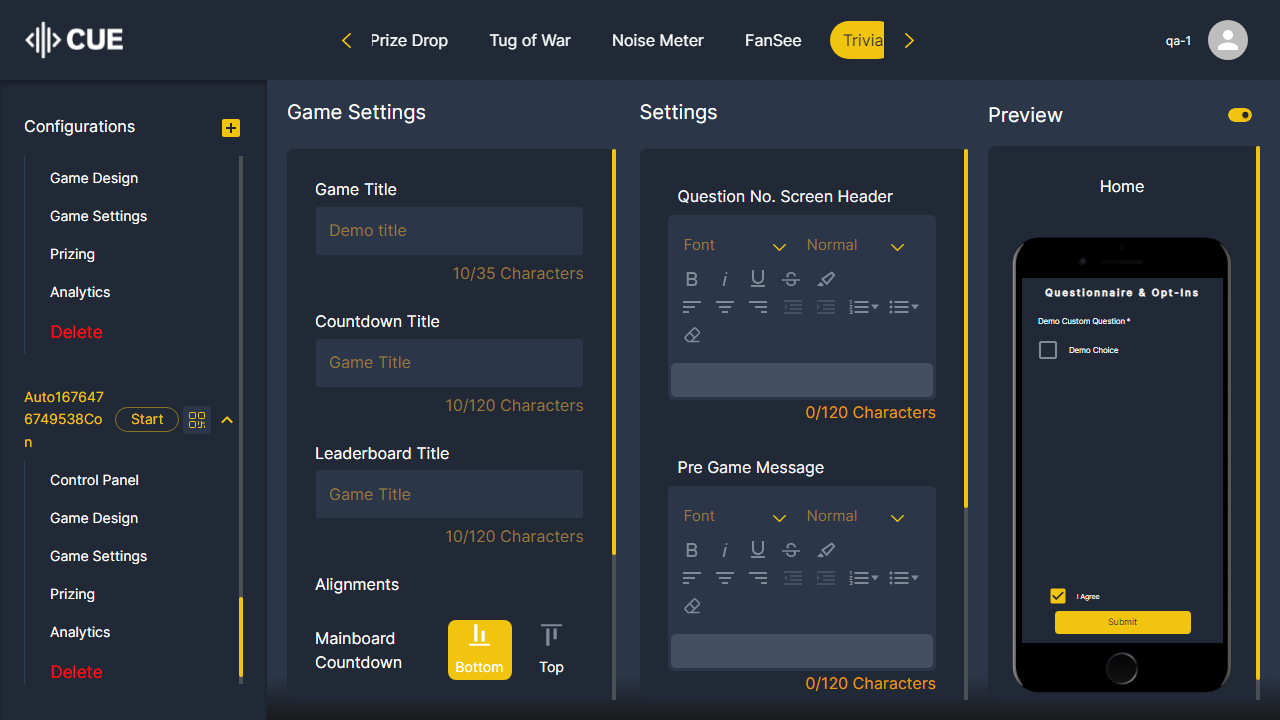 CUE
Prize Drop
Tug of War
Noise Meter
FanSee
Trivia
qa-1
Configurations
Game Design
Game Settings
Prizing
Analytics
Delete
Auto167647
6749538Co
n
Start
Control Panel
Game Design
Game Settings
Prizing
Analytics
Delete
Game Settings
Game Title
Demo title
10/35 Characters
Countdown Title
Game Title
10/120 Characters
Leaderboard Title
Game Title
10/120 Characters
Alignments
Mainboard
Countdown
Bottom
Top
Settings
Question No. Screen Header
Font
Normal
0/120 Characters
Pre Game Message
Font
Normal
0/120 Characters
Preview
Home
Questionnaire & Opt-Ins
Demo Custom Question *
Demo Choice
I Agree
Submit